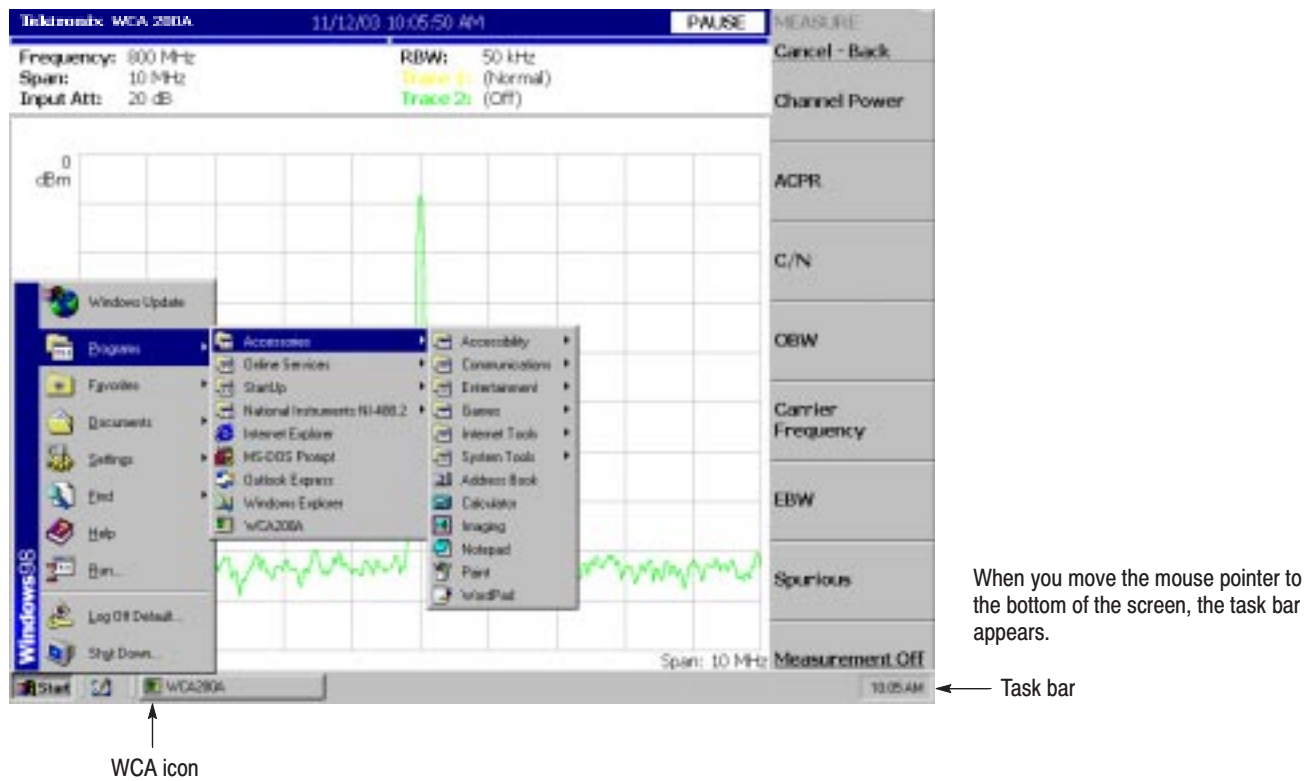 Tektronix WCA 200A 11/12/03 10:05:50 AM PAUSE
Frequency: 800 MHz
Span: 10 MHz
Input Att: 20 dB
RBW: 50 kHz
Trace 1: (Normal)
Trace 2: (Off)
MEASURE
Cancel - Back
Channel Power
ACPR
C/N
OBW
Carrier
Frequency
EBW
Spurious
Measurement Off
0
dBm
Windows Update
Programs
Favorites
Documents
Settings
Find
Help
Run...
Log Off Default...
Shut Down...
Windows98
Accessories
Online Services
StartUp
National Instruments NI-488.2
Internet Explorer
MS-DOS Prompt
Outlook Express
Windows Explorer
WCA200A
Accessibility
Communications
Entertainment
Games
Internet Tools
System Tools
Address Book
Calculator
Imaging
Notepad
Paint
WordPad
Span: 10 MHz
Start WCA200A 10:05 AM
When you move the mouse pointer to
the bottom of the screen, the task bar
appears.
Task bar
WCA icon